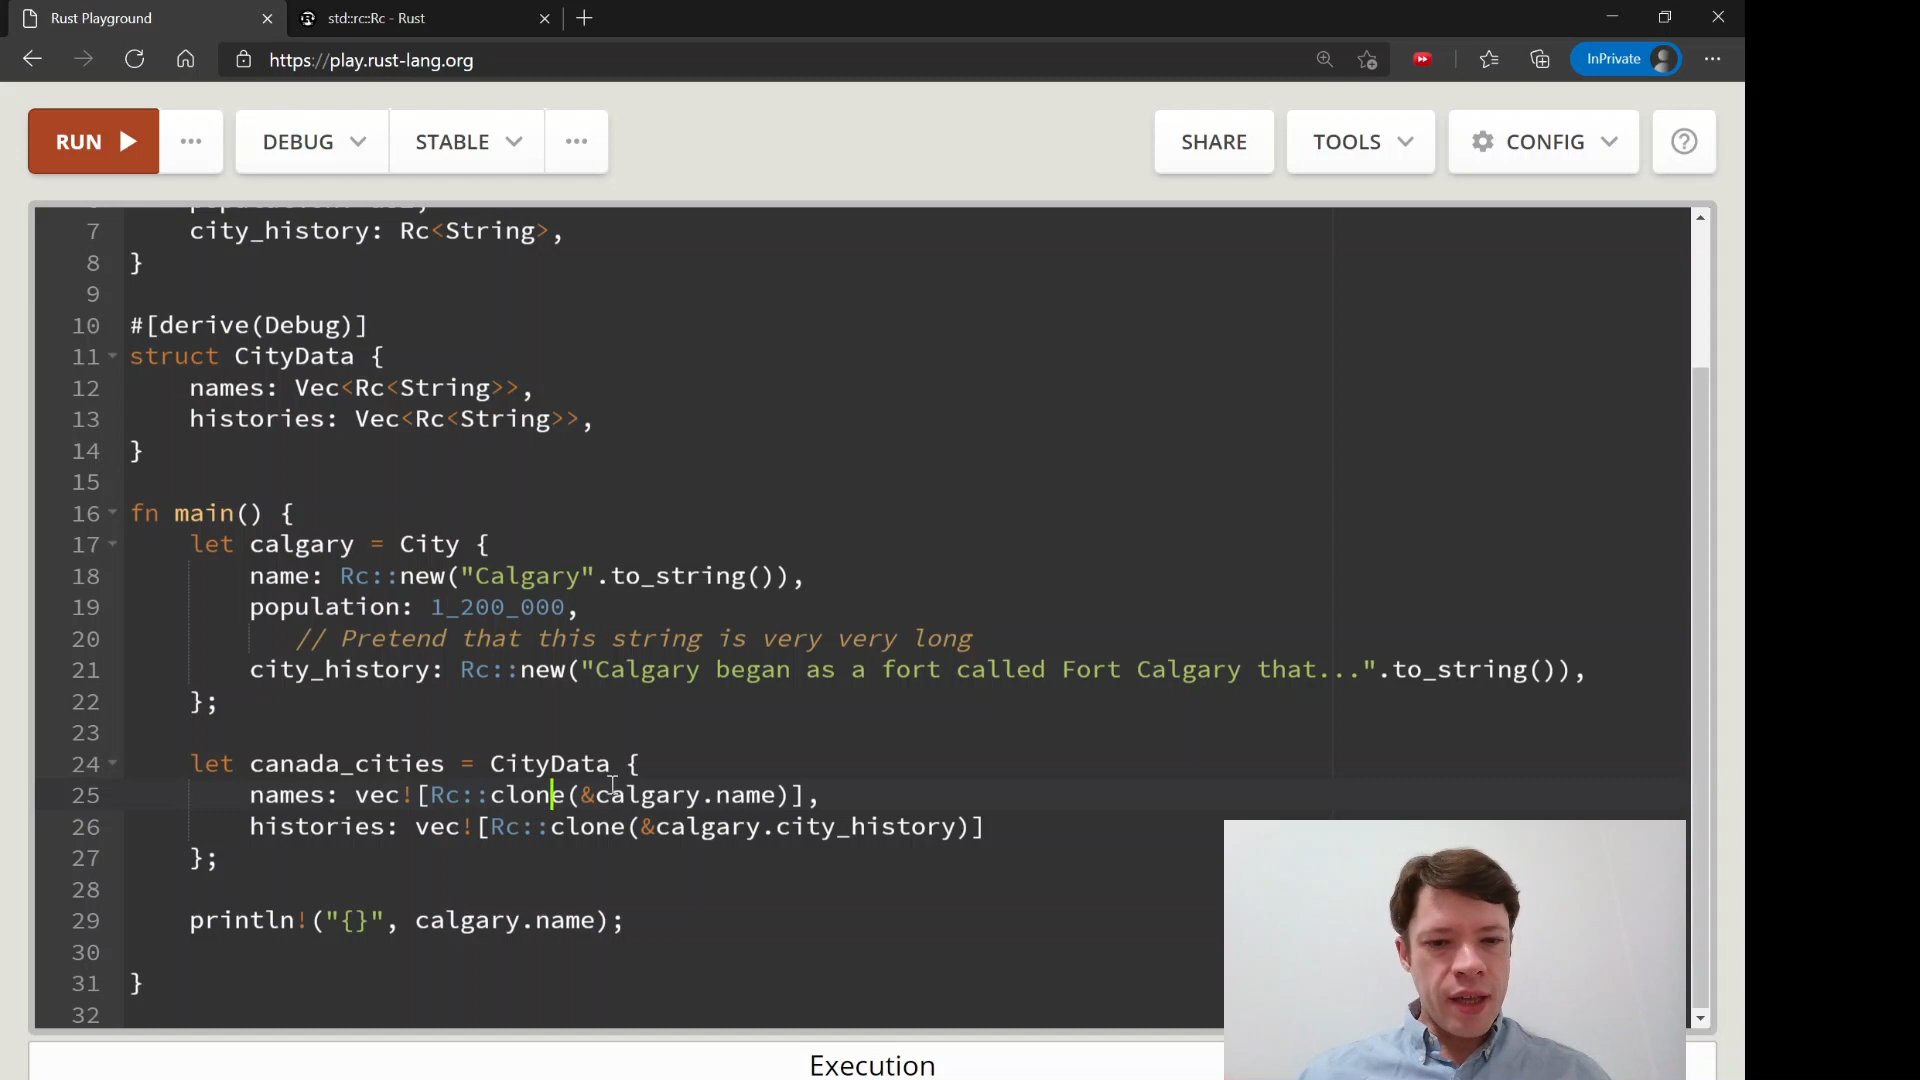 Rust Playground
std::rc::Rc - Rust
https://play.rust-lang.org
InPrivate
RUN
DEBUG
STABLE
SHARE
TOOLS
CONFIG
7 city_history: Rc<String>,
8 }
9
10 #[derive(Debug)]
11 struct CityData {
12 names: Vec<Rc<String>>,
13 histories: Vec<Rc<String>>,
14 }
15
16 fn main() {
17 let calgary = City {
18 name: Rc::new("Calgary".to_string()),
19 population: 1_200_000,
20 // Pretend that this string is very very long
21 city_history: Rc::new("Calgary began as a fort called Fort Calgary that...".to_string()),
22 };
23
24 let canada_cities = CityData {
25 names: vec![Rc::clone(&calgary.name)],
26 histories: vec![Rc::clone(&calgary.city_history)]
27 };
28
29 println!("{}", calgary.name);
30
31 }
32
Execution